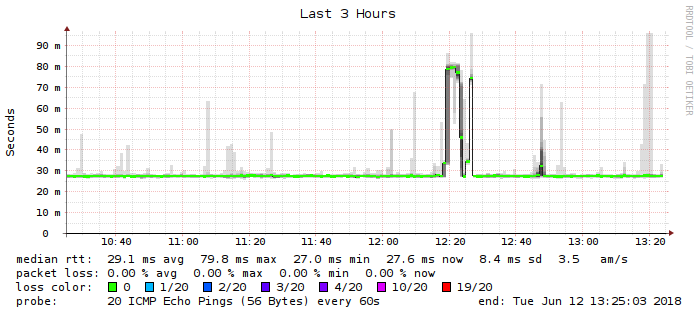 Last 3 Hours
RRDTOOL / TOBI OETIKER
Seconds
90 m
80 m
70 m
60 m
50 m
40 m
30 m
20 m
10 m
0
10:40 11:00 11:20 11:40 12:00 12:20 12:40 13:00 13:20
median rtt: 29.1 ms avg 79.8 ms max 27.0 ms min 27.6 ms now 8.4 ms sd 3.5 am/s
packet loss: 0.00 % avg 0.00 % max 0.00 % min 0.00 % now
loss color: 0 1/20 2/20 3/20 4/20 10/20 19/20
probe: 20 ICMP Echo Pings (56 Bytes) every 60s end: Tue Jun 12 13:25:03 2018